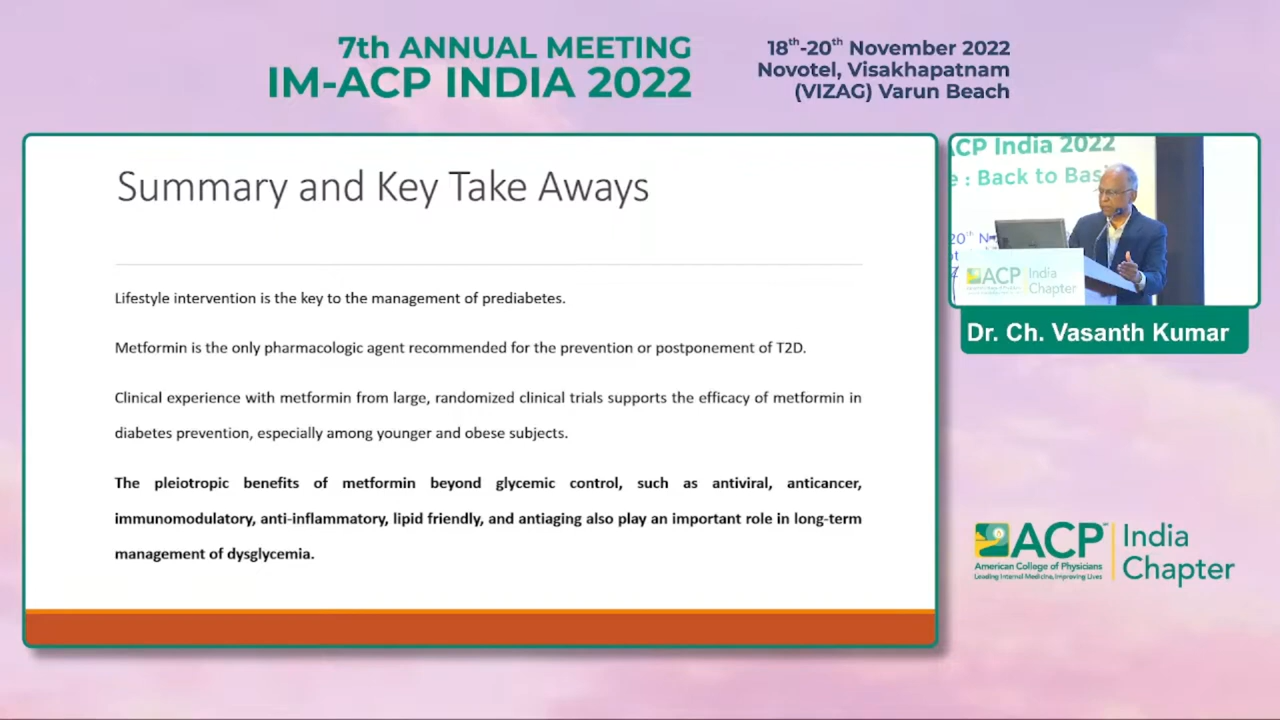 7th ANNUAL MEETING
IM-ACP INDIA 2022
18th-20th November 2022
Novotel, Visakhapatnam
(VIZAG) Varun Beach
Summary and Key Take Aways
Lifestyle intervention is the key to the management of prediabetes.
Metformin is the only pharmacologic agent recommended for the prevention or postponement of T2D.
Clinical experience with metformin from large, randomized clinical trials supports the efficacy of metformin in
diabetes prevention, especially among younger and obese subjects.
The pleiotropic benefits of metformin beyond glycemic control, such as antiviral, anticancer,
immunomodulatory, anti-inflammatory, lipid friendly, and antiaging also play an important role in long-term
management of dysglycemia.
ACP India 2022
: Back to Basi
20th N
ACP India
Chapter
Dr. Ch. Vasanth Kumar
ACP India
American College of Physicians Chapter
Leading Internal Medicine, Improving Lives